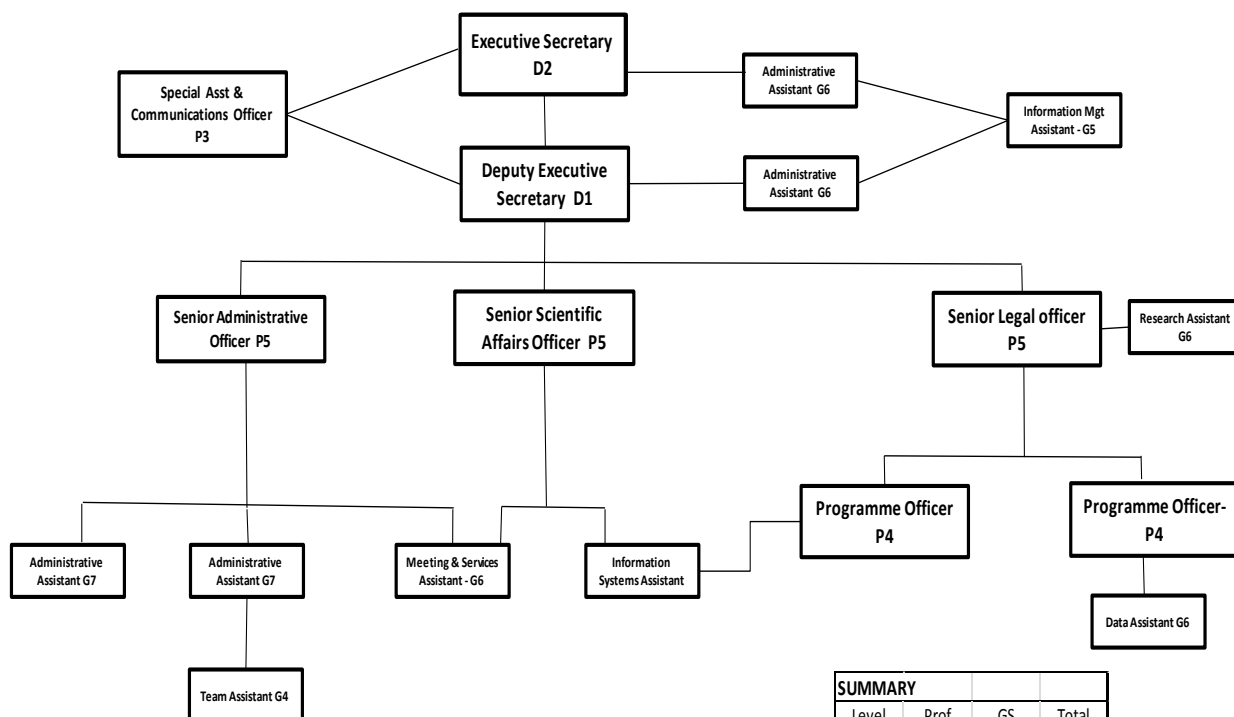 Executive Secretary
D2
Special Asst &
Communications Officer
P3
Administrative
Assistant G6
Information Mgt
Assistant - G5
Deputy Executive
Secretary D1
Administrative
Assistant G6
Senior Administrative
Officer P5
Senior Scientific
Affairs Officer P5
Senior Legal officer
P5
Research Assistant
G6
Administrative
Assistant G7
Administrative
Assistant G7
Meeting & Services
Assistant - G6
Information
Systems Assistant
Programme Officer
P4
Programme Officer-
P4
Data Assistant G6
Team Assistant G4
SUMMARY
Level Prof GS Total